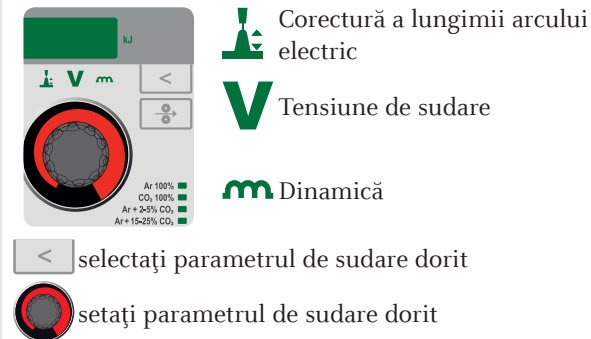 kJ
V
<
Ar 100%
CO₂ 100%
Ar + 2-5% CO₂
Ar + 15-25% CO₂
Corectură a lungimii arcului
electric
V Tensiune de sudare
Dinamică
< selectaţi parametrul de sudare dorit
setaţi parametrul de sudare dorit